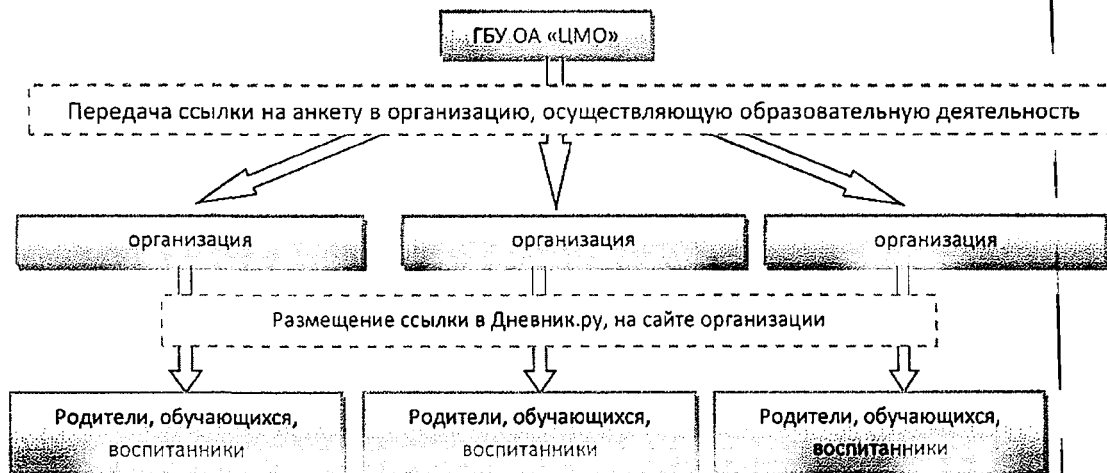 ГБУ ОА «ЦМО»
Передача ссылки на анкету в организацию, осуществляющую образовательную деятельность
организация
организация
организация
Размещение ссылки в Дневник.ру, на сайте организации
Родители, обучающихся,
воспитанники
Родители, обучающихся,
воспитанники
Родители, обучающихся,
воспитанники